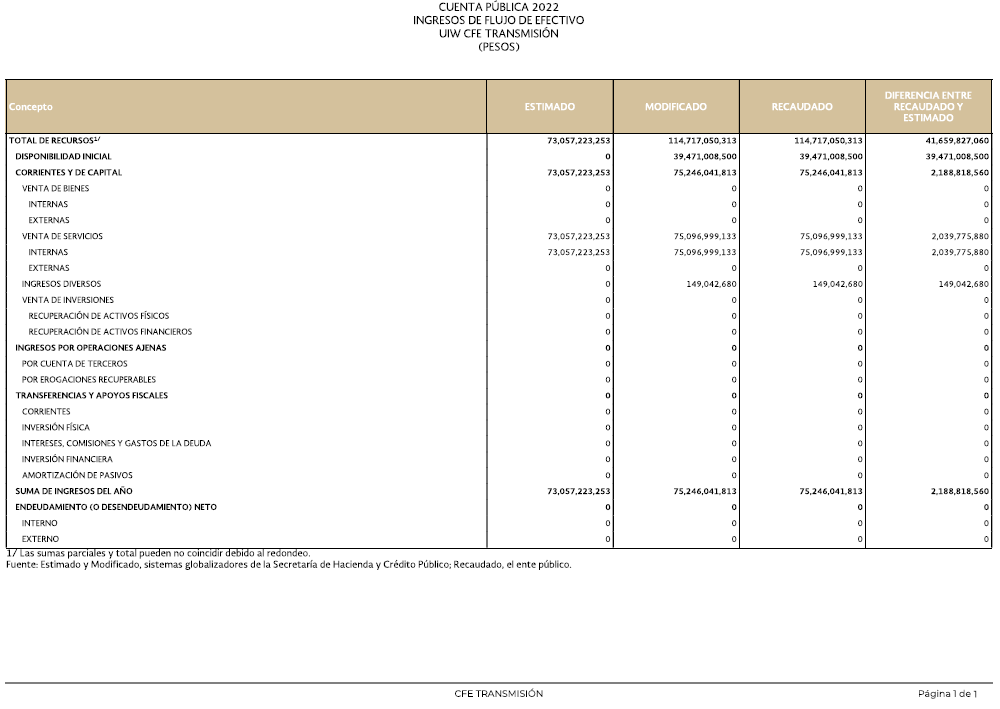 CUENTA PÚBLICA 2022
INGRESOS DE FLUJO DE EFECTIVO
UIW CFE TRANSMISIÓN
(PESOS)
Concepto ESTIMADO MODIFICADO RECAUDADO DIFERENCIA ENTRE RECAUDADO Y ESTIMADO
TOTAL DE RECURSOS1/ 73,057,223,253 114,717,050,313 114,717,050,313 41,659,827,060
DISPONIBILIDAD INICIAL 0 39,471,008,500 39,471,008,500 39,471,008,500
CORRIENTES Y DE CAPITAL 73,057,223,253 75,246,041,813 75,246,041,813 2,188,818,560
VENTA DE BIENES 0 0 0 0
INTERNAS 0 0 0 0
EXTERNAS 0 0 0 0
VENTA DE SERVICIOS 73,057,223,253 75,096,999,133 75,096,999,133 2,039,775,880
INTERNAS 73,057,223,253 75,096,999,133 75,096,999,133 2,039,775,880
EXTERNAS 0 0 0 0
INGRESOS DIVERSOS 0 149,042,680 149,042,680 149,042,680
VENTA DE INVERSIONES 0 0 0 0
RECUPERACIÓN DE ACTIVOS FÍSICOS 0 0 0 0
RECUPERACIÓN DE ACTIVOS FINANCIEROS 0 0 0 0
INGRESOS POR OPERACIONES AJENAS 0 0 0 0
POR CUENTA DE TERCEROS 0 0 0 0
POR EROGACIONES RECUPERABLES 0 0 0 0
TRANSFERENCIAS Y APOYOS FISCALES 0 0 0 0
CORRIENTES 0 0 0 0
INVERSIÓN FÍSICA 0 0 0 0
INTERESES, COMISIONES Y GASTOS DE LA DEUDA 0 0 0 0
INVERSIÓN FINANCIERA 0 0 0 0
AMORTIZACIÓN DE PASIVOS 0 0 0 0
SUMA DE INGRESOS DEL AÑO 73,057,223,253 75,246,041,813 75,246,041,813 2,188,818,560
ENDEUDAMIENTO (O DESENDEUDAMIENTO) NETO 0 0 0 0
INTERNO 0 0 0 0
EXTERNO 0 0 0 0
1/ Las sumas parciales y total pueden no coincidir debido al redondeo.
Fuente: Estimado y Modificado, sistemas globalizadores de la Secretaría de Hacienda y Crédito Público; Recaudado, el ente público.
CFE TRANSMISIÓN Página 1 de 1